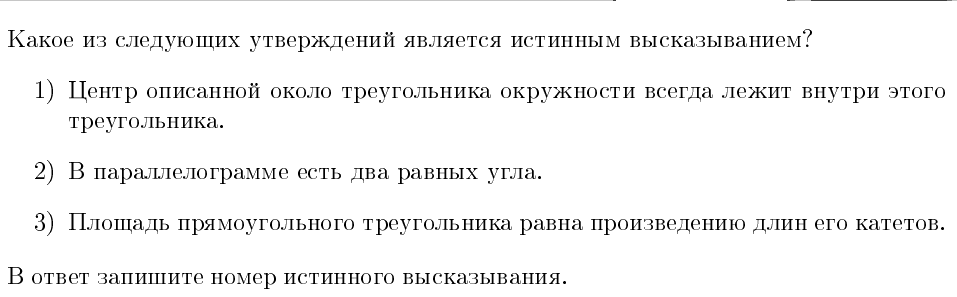 Какое из следующих утверждений является истинным высказыванием?
1) Центр описанной около треугольника окружности всегда лежит внутри этого
треугольника.
2) В параллелограмме есть два равных угла.
3) Площадь прямоугольного треугольника равна произведению длин его катетов.
В ответ запишите номер истинного высказывания.